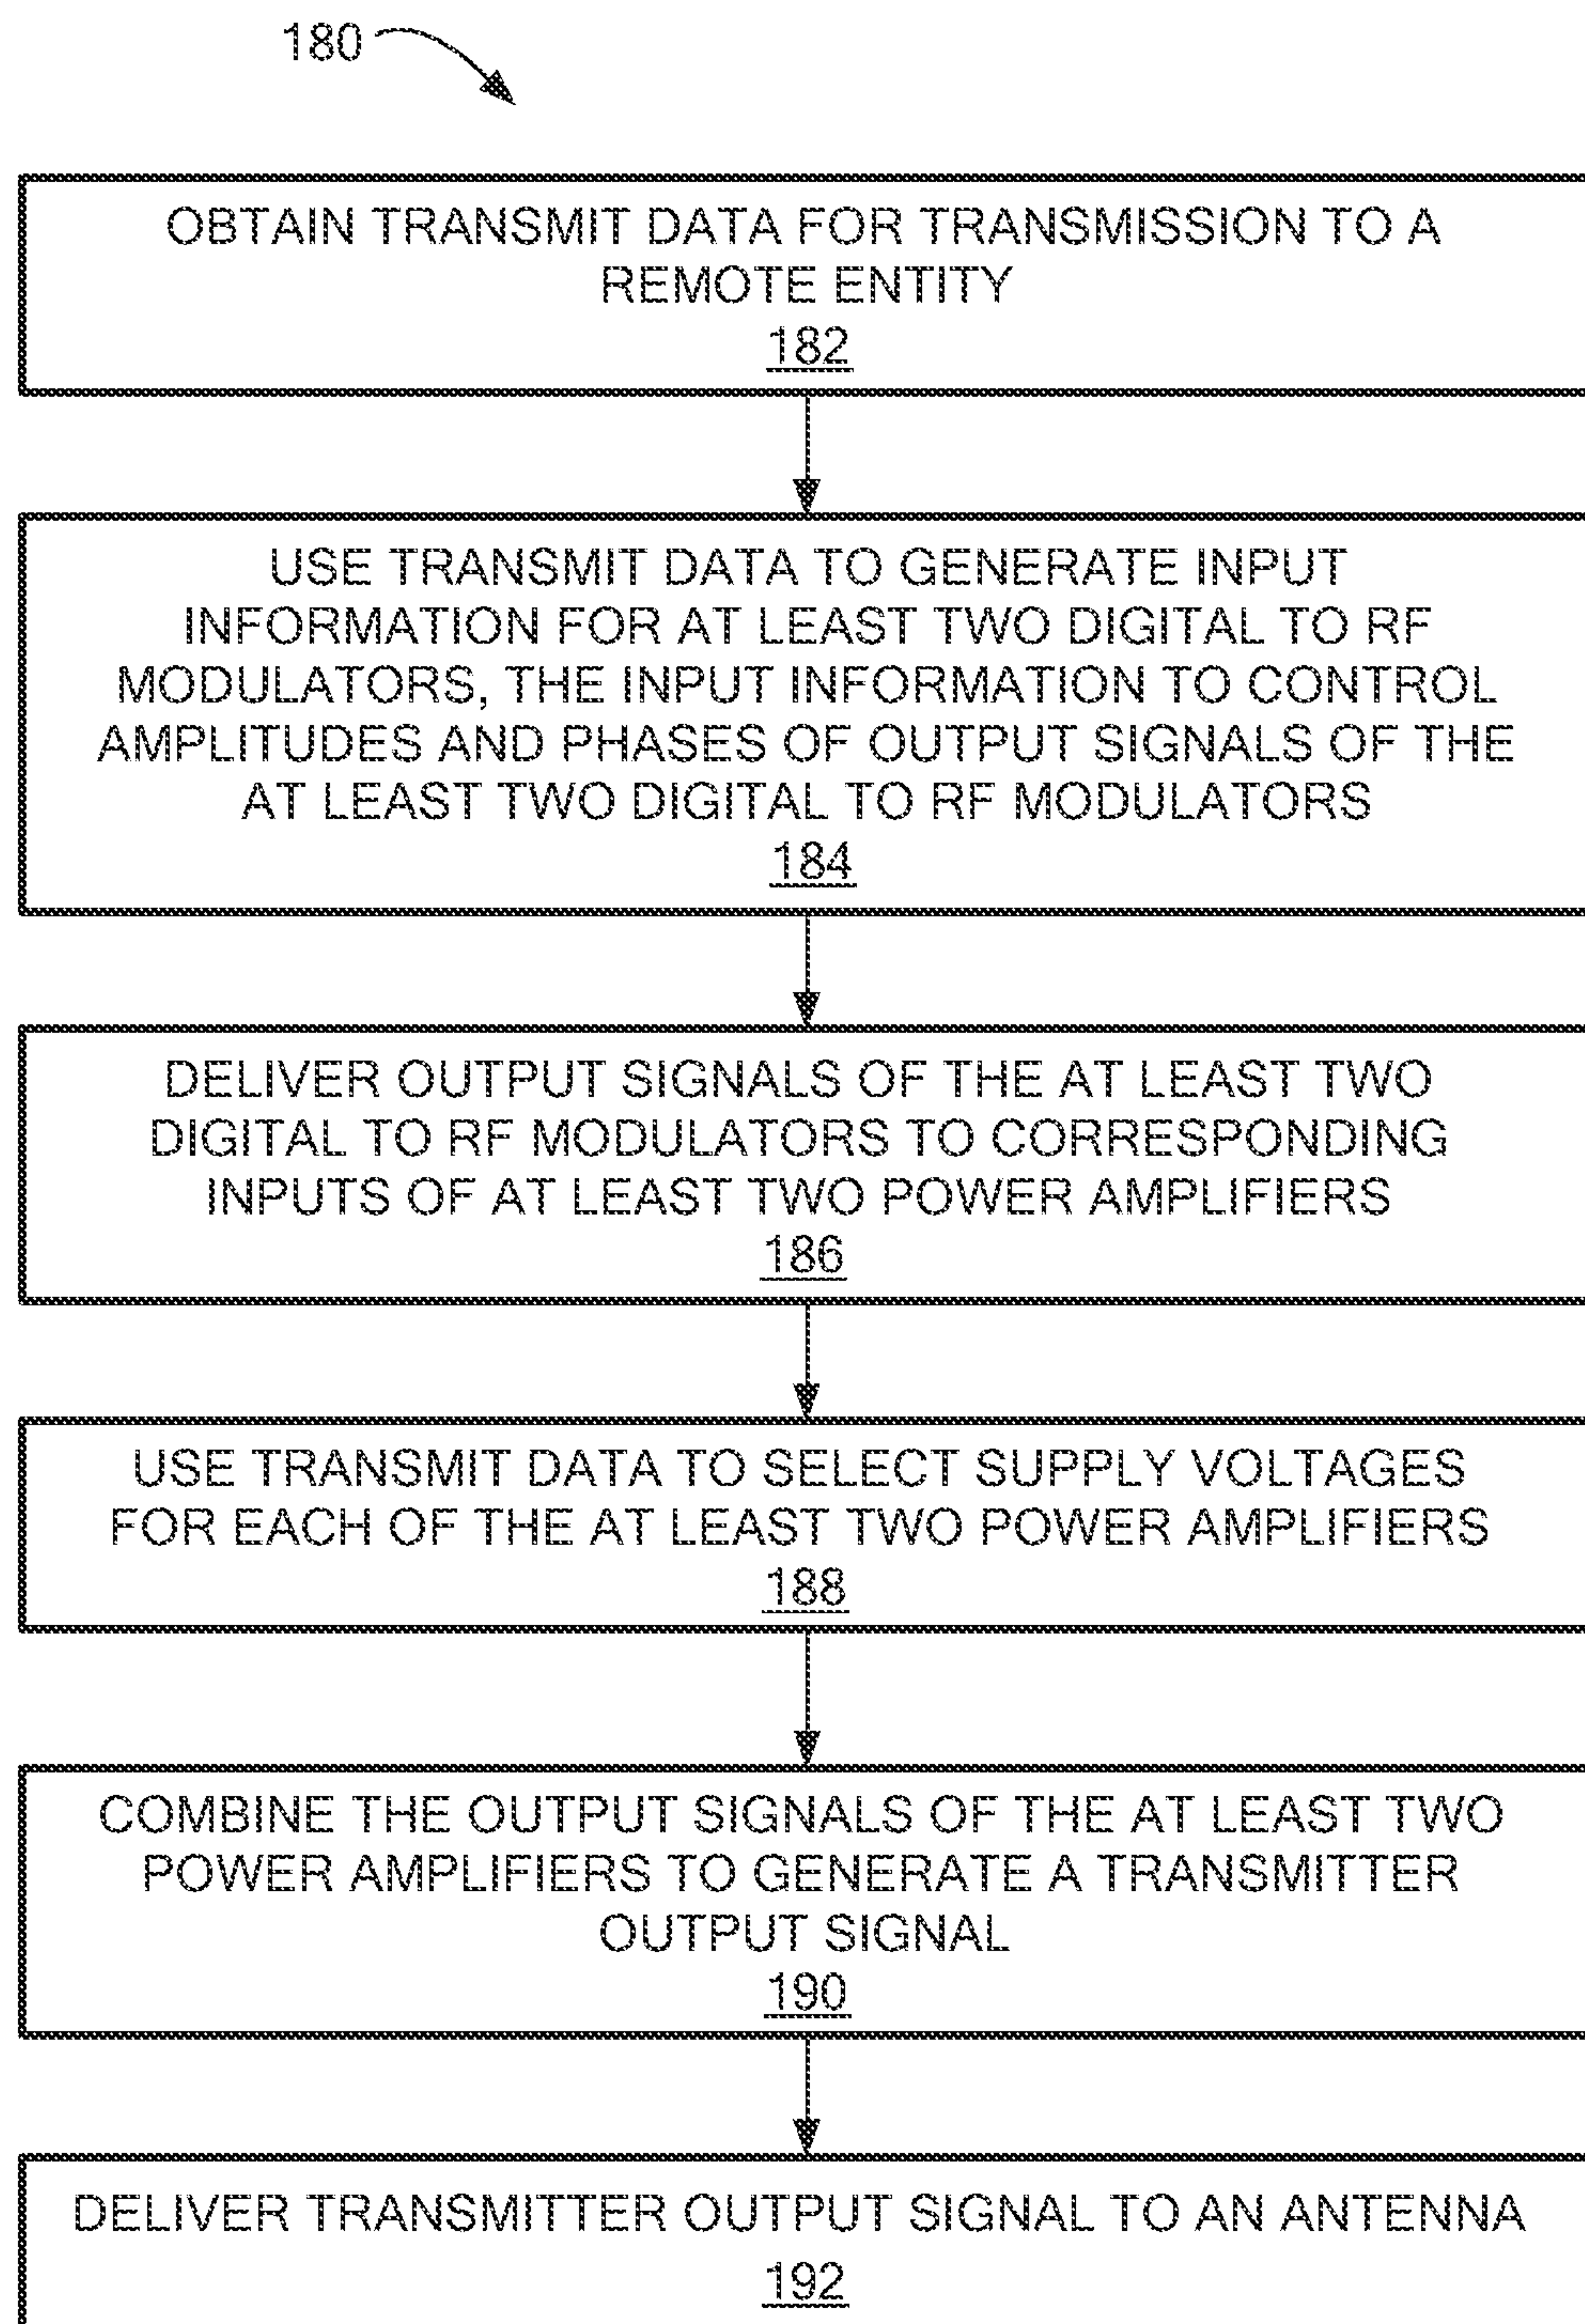 180
OBTAIN TRANSMIT DATA FOR TRANSMISSION TO A
REMOTE ENTITY
182
USE TRANSMIT DATA TO GENERATE INPUT
INFORMATION FOR AT LEAST TWO DIGITAL TO RF
MODULATORS, THE INPUT INFORMATION TO CONTROL
AMPLITUDES AND PHASES OF OUTPUT SIGNALS OF THE
AT LEAST TWO DIGITAL TO RF MODULATORS
184
DELIVER OUTPUT SIGNALS OF THE AT LEAST TWO
DIGITAL TO RF MODULATORS TO CORRESPONDING
INPUTS OF AT LEAST TWO POWER AMPLIFIERS
186
USE TRANSMIT DATA TO SELECT SUPPLY VOLTAGES
FOR EACH OF THE AT LEAST TWO POWER AMPLIFIERS
188
COMBINE THE OUTPUT SIGNALS OF THE AT LEAST TWO
POWER AMPLIFIERS TO GENERATE A TRANSMITTER
OUTPUT SIGNAL
190
DELIVER TRANSMITTER OUTPUT SIGNAL TO AN ANTENNA
192